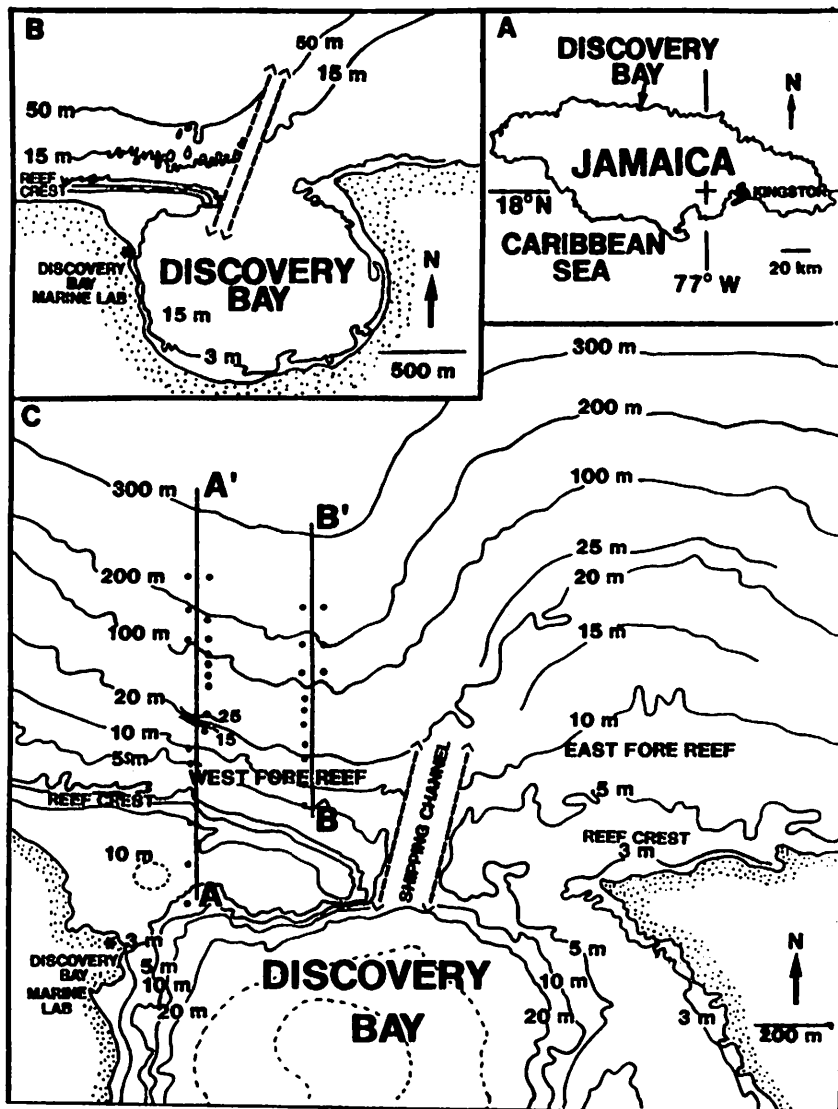 B
50 m
15 m
50 m
15 m
REEF
CREST
DISCOVERY
BAY
MARINE LAB
DISCOVERY
BAY
15 m
3 m
N
500 m
A
DISCOVERY
BAY
N
JAMAICA
KINGSTON
18°N
CARIBBEAN
SEA
77° W
20 km
C
300 m
200 m
100 m
25 m
20 m
15 m
10 m
EAST FORE REEF
5 m
REEF CREST
3 m
300 m
A'
B'
200 m
100 m
20 m
25
15
10 m
5m
WEST FORE REEF
REEF CREST
B
SHIPPING CHANNEL
10 m
A
3 m
DISCOVERY
BAY
MARINE
LAB
5 m
10 m
20 m
DISCOVERY
BAY
5 m
10 m
20 m
3 m
N
200 m